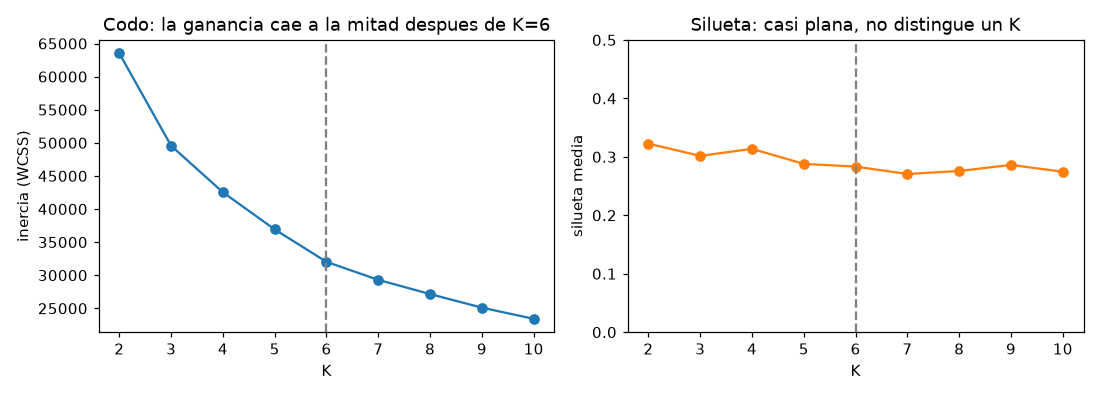 Codo: la ganancia cae a la mitad despues de K=6
65000
60000
55000
50000
45000
40000
35000
30000
25000
inercia (WCSS)
2 3 4 5 6 7 8 9 10
K
Silueta: casi plana, no distingue un K
0.5
0.4
0.3
0.2
0.1
0.0
silueta media
2 3 4 5 6 7 8 9 10
K